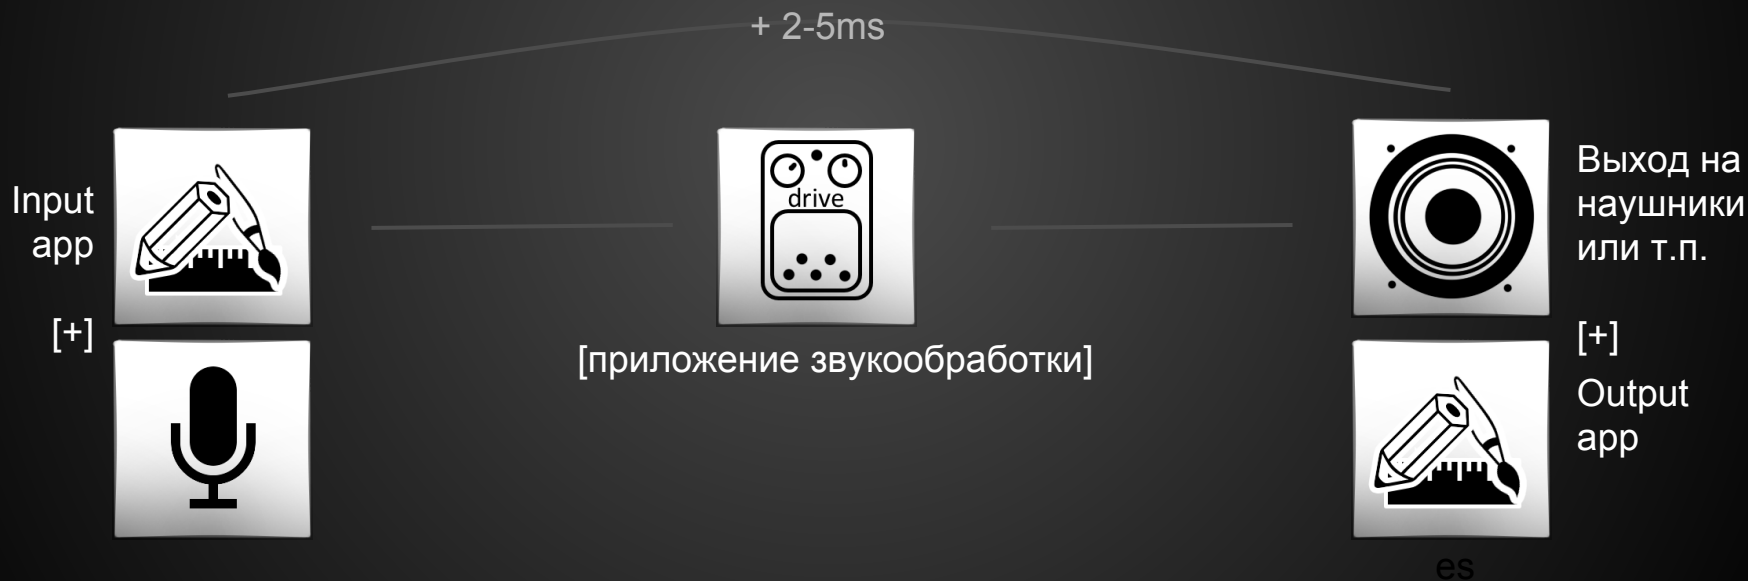 + 2-5ms
Input
app
[+]
drive
[приложение звукообработки]
Выход на
наушники
или т.п.
[+]
Output
app
es